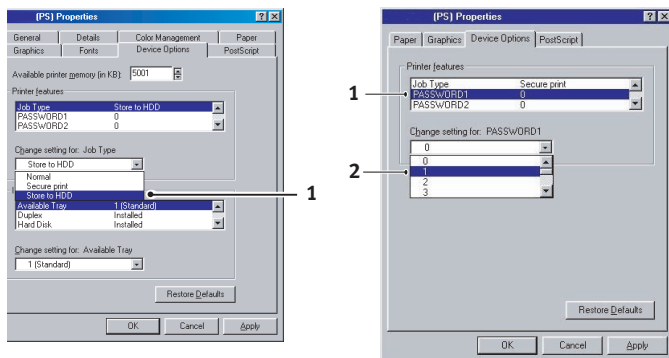 (PS) Properties
General Details Color Management Paper
Graphics Fonts Device Options PostScript
Available printer memory (in KB): 5001
Printer features
Job Type Store to HDD
PASSWORD1 0
PASSWORD2 0
Change setting for: Job Type
Store to HDD
Normal
Secure print
Store to HDD
1
Available Tray 1 (Standard)
Duplex Installed
Hard Disk Installed
Change setting for: Available Tray
1 (Standard)
Restore Defaults
OK Cancel Apply
(PS) Properties
Paper Graphics Device Options PostScript
Printer features
Job Type Secure print
1 PASSWORD1 0
PASSWORD2 0
Change setting for: PASSWORD1
0
0
2 1
2
3
Restore Defaults
OK Cancel Apply